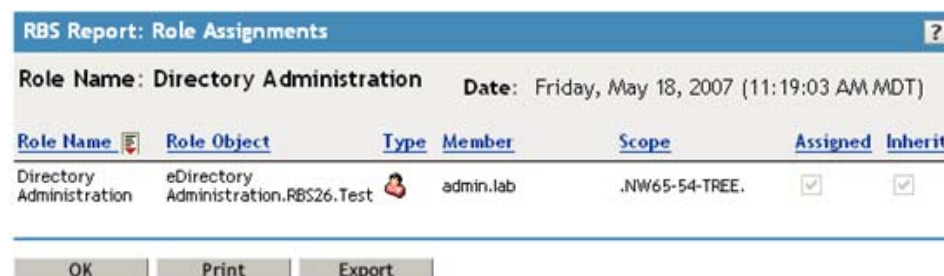 RBS Report: Role Assignments ?
Role Name: Directory Administration Date: Friday, May 18, 2007 (11:19:03 AM MDT)
Role Name Role Object Type Member Scope Assigned Inherit
Directory Administration eDirectory Administration.RBS26.Test admin.lab .NW65-54-TREE.
OK Print Export